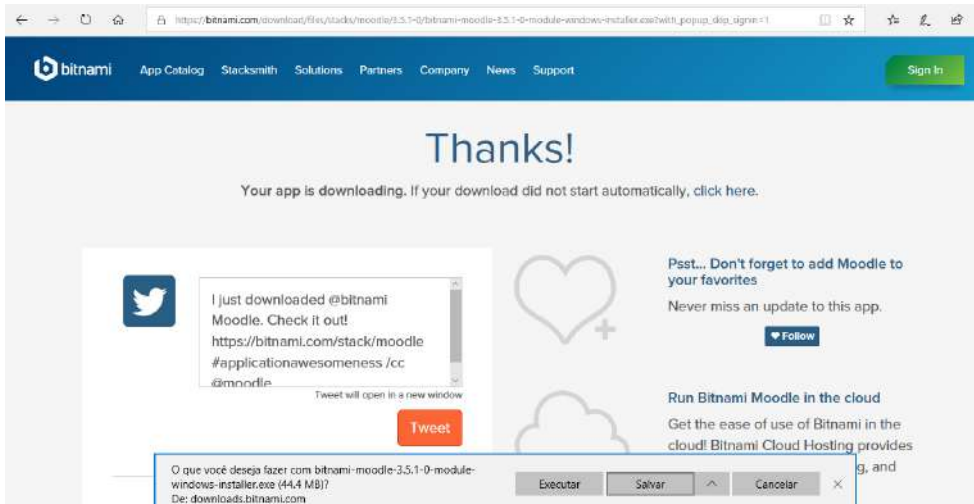 https://bitnami.com/download/files/stacks/moodle/3.5.1-0/bitnami-moodle-3.5.1-0-module-windows-installer.exe?with_popup_skip_signin=1
bitnami App Catalog Stacksmith Solutions Partners Company News Support Sign In
Thanks!
Your app is downloading. If your download did not start automatically, click here.
I just downloaded @bitnami
Moodle. Check it out!
https://bitnami.com/stack/moodle
#applicationawesomeness /cc
@moodle
Tweet will open in a new window
Tweet
Psst... Don't forget to add Moodle to
your favorites
Never miss an update to this app.
Follow
Run Bitnami Moodle in the cloud
Get the ease of use of Bitnami in the
cloud! Bitnami Cloud Hosting provides
g, and
O que você deseja fazer com bitnami-moodle-3.5.1-0-module-
windows-installer.exe (44.4 MB)?
De: downloads.bitnami.com
Executar Salvar Cancelar